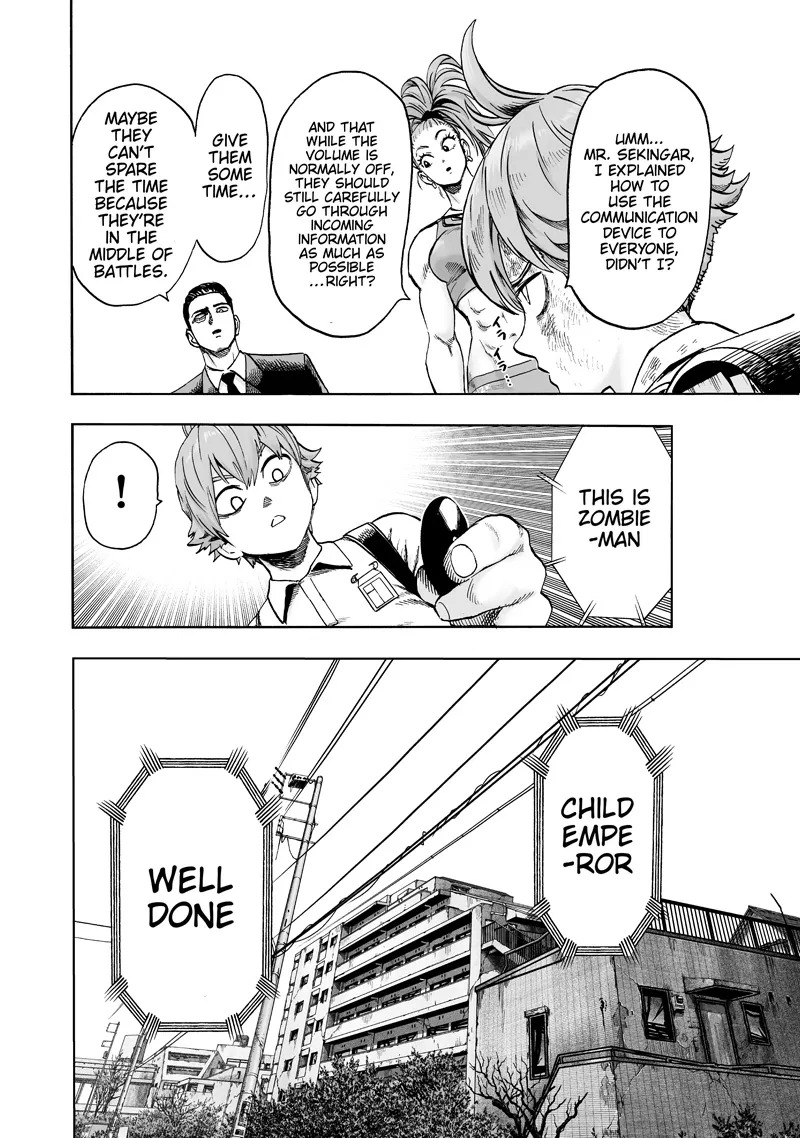 UMM...
MR. SEKINGAR,
I EXPLAINED
HOW TO
USE THE
COMMUNICATION
DEVICE TO
EVERYONE,
DIDN'T I?
AND THAT
WHILE THE
VOLUME IS
NORMALLY OFF,
THEY SHOULD
STILL CAREFULLY
GO THROUGH
INCOMING
INFORMATION
AS MUCH AS
POSSIBLE
...RIGHT?
GIVE
THEM
SOME
TIME...
MAYBE
THEY
CAN'T
SPARE
THE TIME
BECAUSE
THEY'RE
IN THE
MIDDLE OF
BATTLES.
THIS IS
ZOMBIE
-MAN
!
CHILD
EMPE
-ROR
WELL
DONE